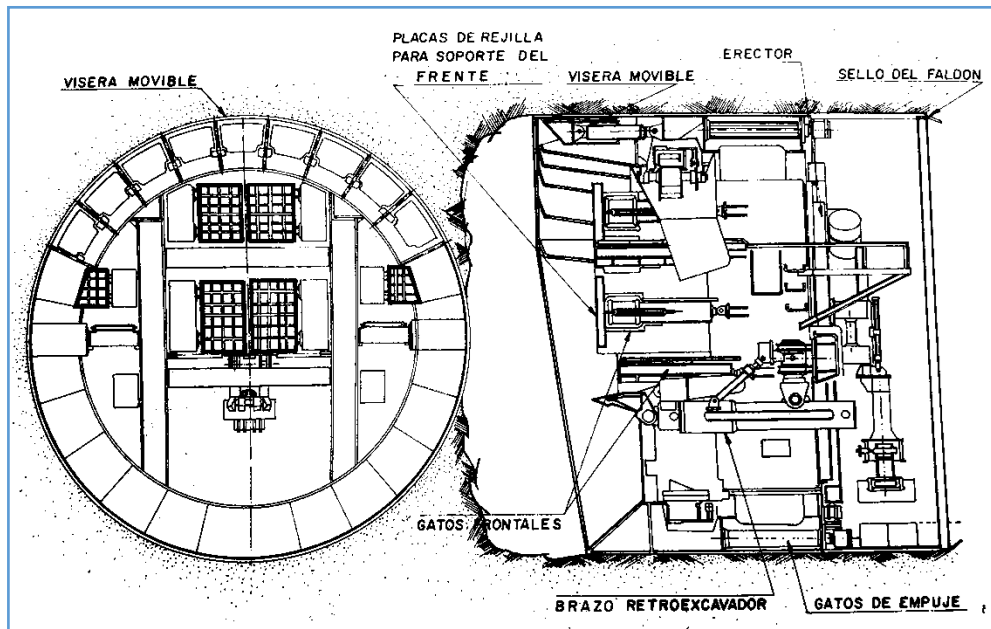 PLACAS DE REJILLA
PARA SOPORTE DEL
FRENTE
ERECTOR
VISERA MOVIBLE
VISERA MOVIBLE
SELLO DEL FALDON
GATOS FRONTALES
BRAZO RETROEXCAVADOR
GATOS DE EMPUJE